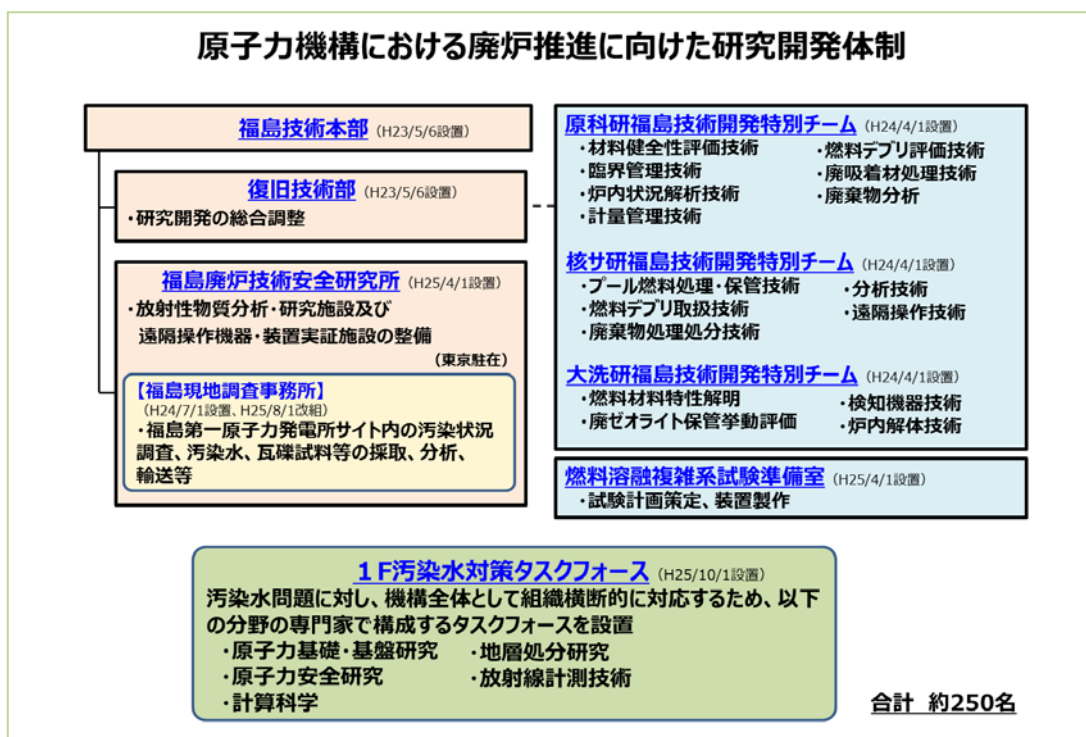 原子力機構における廃炉推進に向けた研究開発体制
福島技術本部 (H23/5/6設置)
復旧技術部 (H23/5/6設置)
・研究開発の総合調整
福島廃炉技術安全研究所 (H25/4/1設置)
・放射性物質分析・研究施設及び
遠隔操作機器・装置実証施設の整備
(東京駐在)
【福島現地調査事務所】
(H24/7/1設置、H25/8/1改組)
・福島第一原子力発電所サイト内の汚染状況
調査、汚染水、瓦礫試料等の採取、分析、
輸送等
原科研福島技術開発特別チーム (H24/4/1設置)
・材料健全性評価技術 ・燃料デブリ評価技術
・臨界管理技術 ・廃吸着材処理技術
・炉内状況解析技術 ・廃棄物分析
・計量管理技術
核サ研福島技術開発特別チーム (H24/4/1設置)
・プール燃料処理・保管技術 ・分析技術
・燃料デブリ取扱技術 ・遠隔操作技術
・廃棄物処理処分技術
大洗研福島技術開発特別チーム (H24/4/1設置)
・燃料材料特性解明 ・検知機器技術
・廃ゼオライト保管挙動評価 ・炉内解体技術
燃料溶融複雑系試験準備室 (H25/4/1設置)
・試験計画策定、装置製作
１F汚染水対策タスクフォース (H25/10/1設置)
汚染水問題に対し、機構全体として組織横断的に対応するため、以下
の分野の専門家で構成するタスクフォースを設置
・原子力基礎・基盤研究 ・地層処分研究
・原子力安全研究 ・放射線計測技術
・計算科学
合計 約250名